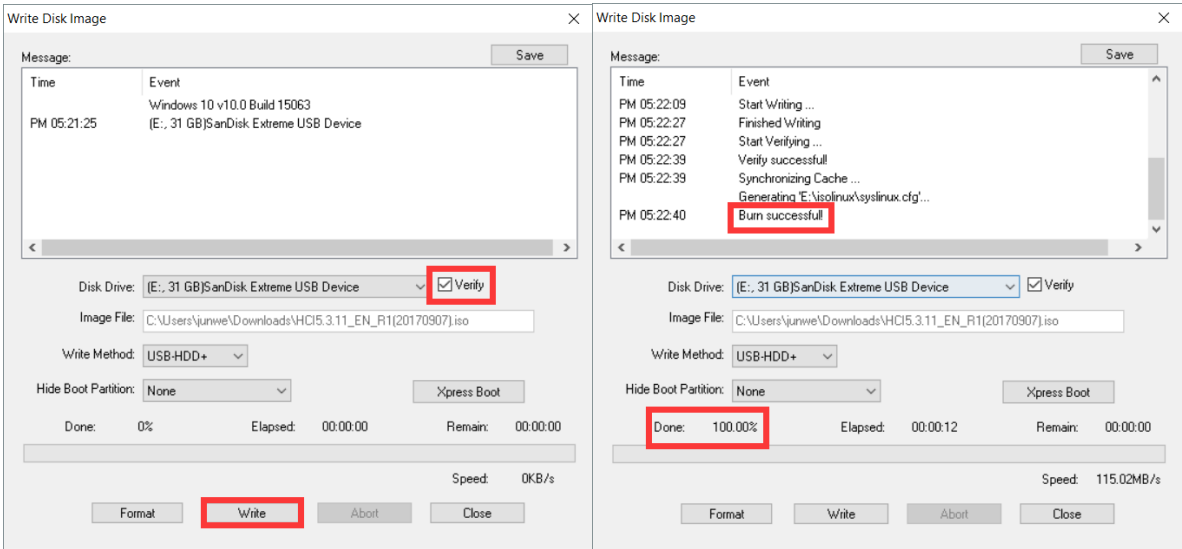 Write Disk Image
Message:
Save
Time Event
Windows 10 v10.0 Build 15063
PM 05:21:25 (E:, 31 GB)SanDisk Extreme USB Device
Disk Drive: (E:, 31 GB)SanDisk Extreme USB Device Verify
Image File: C:\Users\junwe\Downloads\HCI5.3.11_EN_R1(20170907).iso
Write Method: USB-HDD+
Hide Boot Partition: None Xpress Boot
Done: 0% Elapsed: 00:00:00 Remain: 00:00:00
Speed: 0KB/s
Format Write Abort Close
Write Disk Image
Message:
Save
Time Event
PM 05:22:09 Start Writing ...
PM 05:22:27 Finished Writing
PM 05:22:27 Start Verifying ...
PM 05:22:39 Verify successful!
PM 05:22:39 Synchronizing Cache ...
Generating 'E:\isolinux\syslinux.cfg'...
PM 05:22:40 Burn successful!
Disk Drive: (E:, 31 GB)SanDisk Extreme USB Device Verify
Image File: C:\Users\junwe\Downloads\HCI5.3.11_EN_R1(20170907).iso
Write Method: USB-HDD+
Hide Boot Partition: None Xpress Boot
Done: 100.00% Elapsed: 00:00:12 Remain: 00:00:00
Speed: 115.02MB/s
Format Write Abort Close